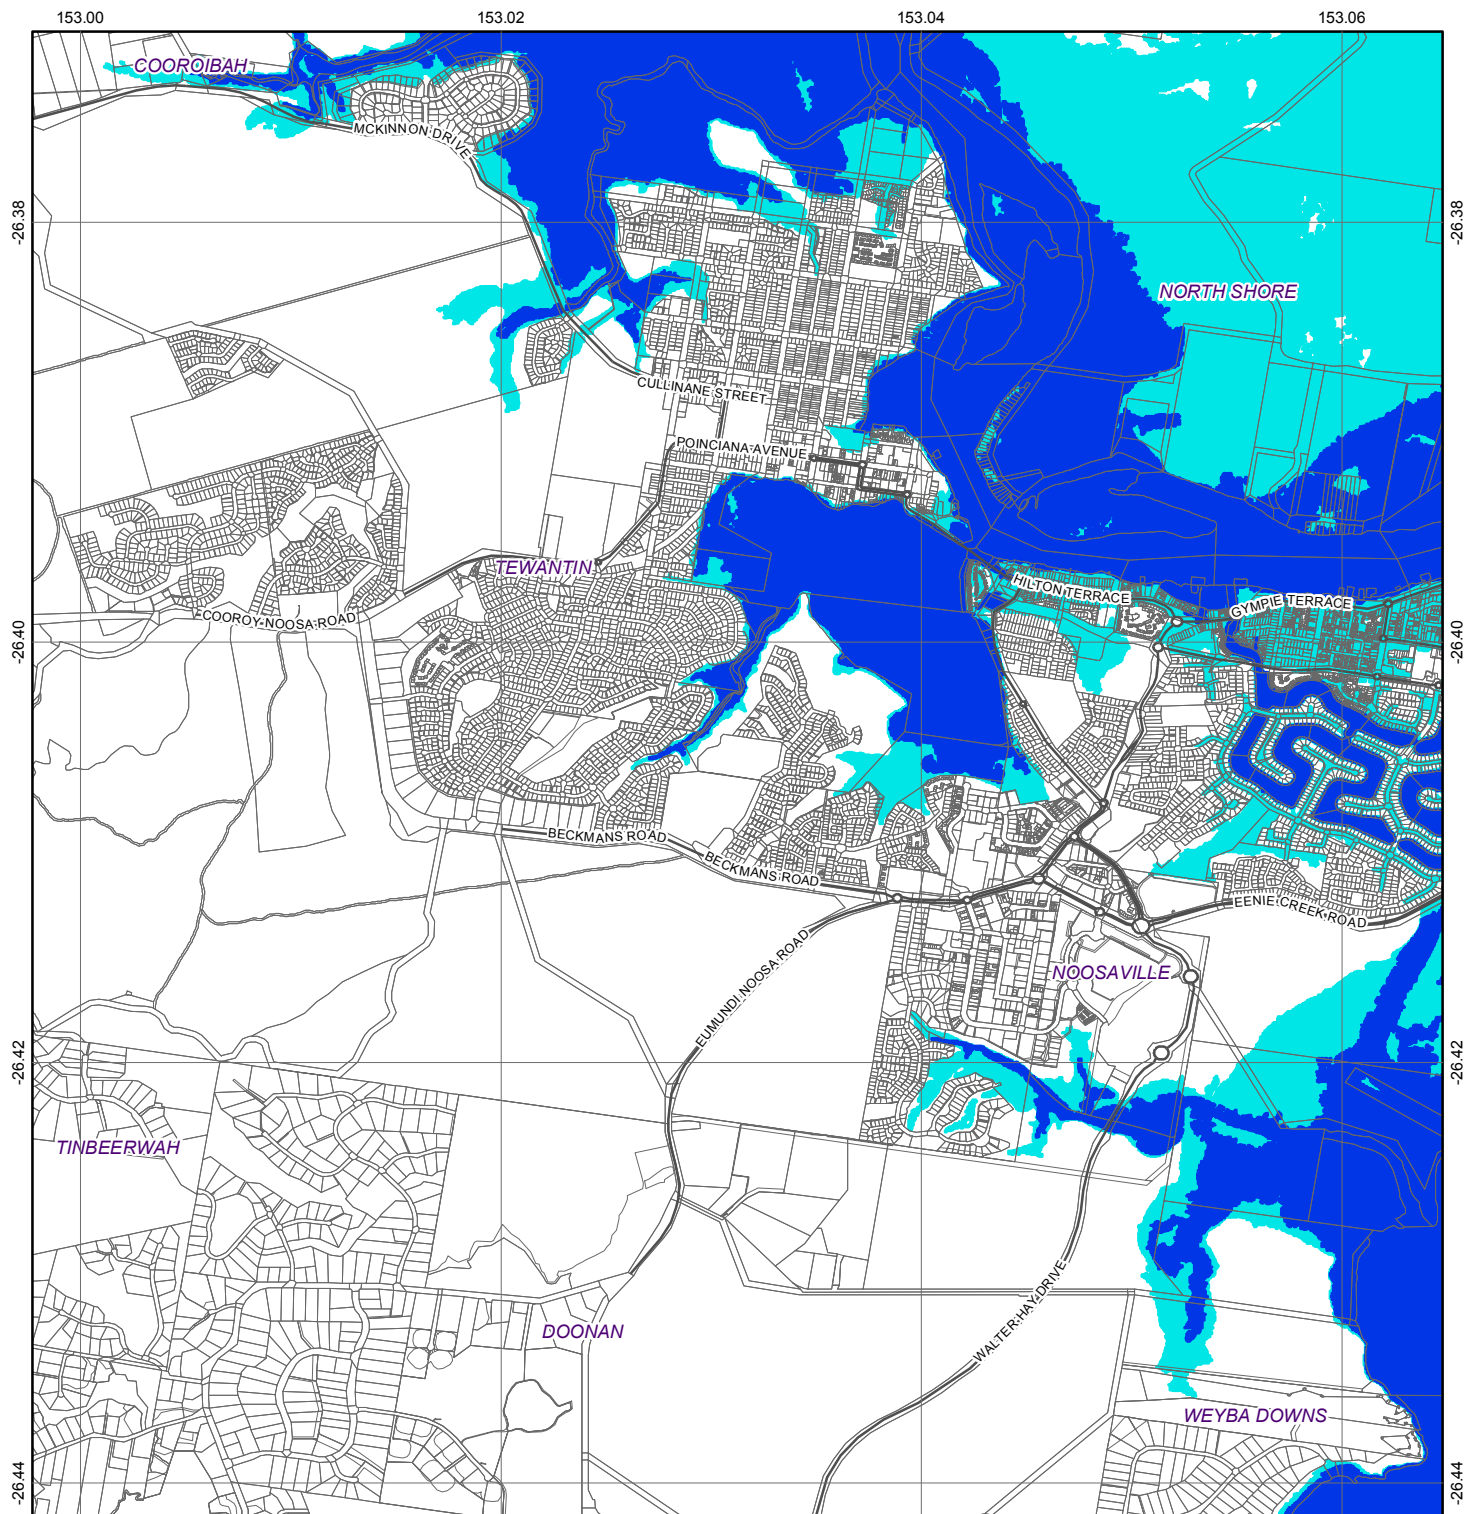 153.00
153.02
153.04
153.06
COOROIBAH
MCKINNON DRIVE
-26.38
-26.38
NORTH SHORE
CULLINANE STREET
POINCIANA AVENUE
TEWANTIN
HILTON TERRACE
GYMPIE TERRACE
COOROY NOOSA ROAD
-26.40
-26.40
BECKMANS ROAD
BECKMANS ROAD
EENIE CREEK ROAD
EUMUNDI NOOSA ROAD
NOOSAVILLE
-26.42
-26.42
TINBEERWAH
DOONAN
WALTER HAY DRIVE
WEYBA DOWNS
-26.44
-26.44